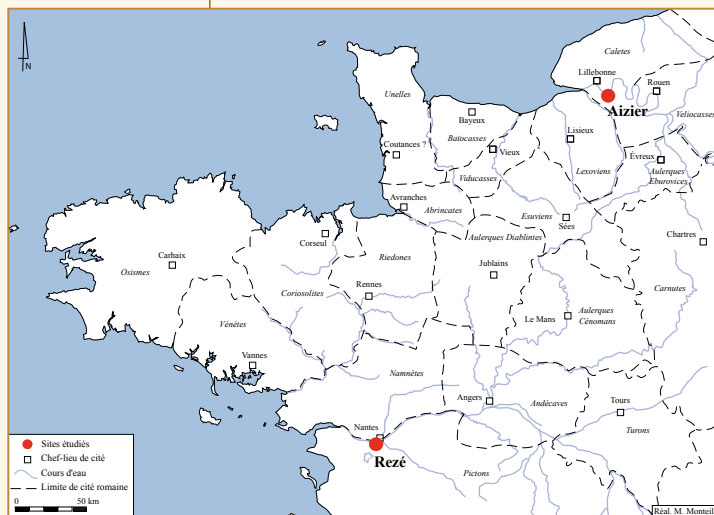 N
Caletes
Lillebonne
Rouen
Aizier
Veliocasses
Unelles
Bayeux
Baïocasses
Lisieux
Coutances ?
Vieux
Évreux
Viducasses
Lexoviens
Aulerques
Eburovices
Avranches
Abrincates
Esuviens
Sées
Corseul
Riedones
Aulerques Diablintes
Chartres
Carhaix
Osismes
Jublains
Coriosolites
Rennes
Carnutes
Vénètes
Le Mans
Aulerques
Cénomans
Vannes
Namnètes
Angers
Andécaves
Tours
Turons
Nantes
Rezé
Pictons
Sites étudiés
Chef-lieu de cité
Cours d'eau
Limite de cité romaine
0 50 km
Réal. M. Monteil